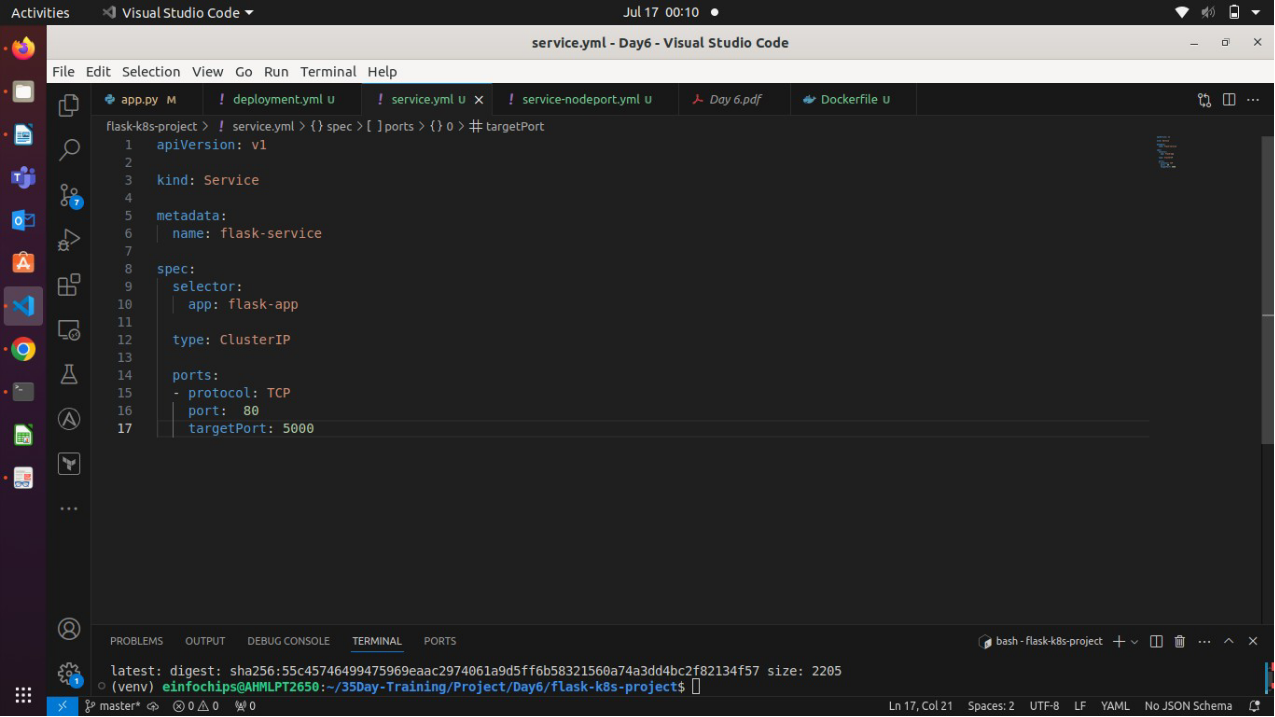 Activities Visual Studio Code Jul 17 00:10
service.yml - Day6 - Visual Studio Code
File Edit Selection View Go Run Terminal Help
app.py M ! deployment.yml U ! service.yml U ! service-nodeport.yml U Day 6.pdf Dockerfile U
flask-k8s-project > ! service.yml > {} spec > [ ] ports > {} 0 > targetPort
1 apiVersion: v1
2
3 kind: Service
4
5 metadata:
6 name: flask-service
7
8 spec:
9 selector:
10 app: flask-app
11
12 type: ClusterIP
13
14 ports:
15 - protocol: TCP
16 port:  80
17 targetPort: 5000
7
1
PROBLEMS OUTPUT DEBUG CONSOLE TERMINAL PORTS bash - flask-k8s-project
latest: digest: sha256:55c45746499475969eaac2974061a9d5ff6b58321560a74a3dd4bc2f82134f57 size: 2205
(venv) einfochips@AHMLPT2650:~/35Day-Training/Project/Day6/flask-k8s-project$
master* 0 0 0 Ln 17, Col 21 Spaces: 2 UTF-8 LF YAML No JSON Schema